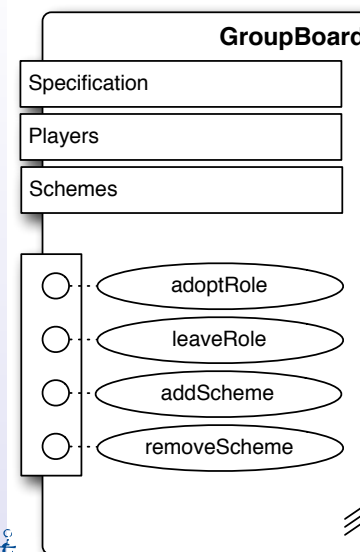 GroupBoard
Specification
Players
Schemes
adoptRole
leaveRole
addScheme
removeScheme